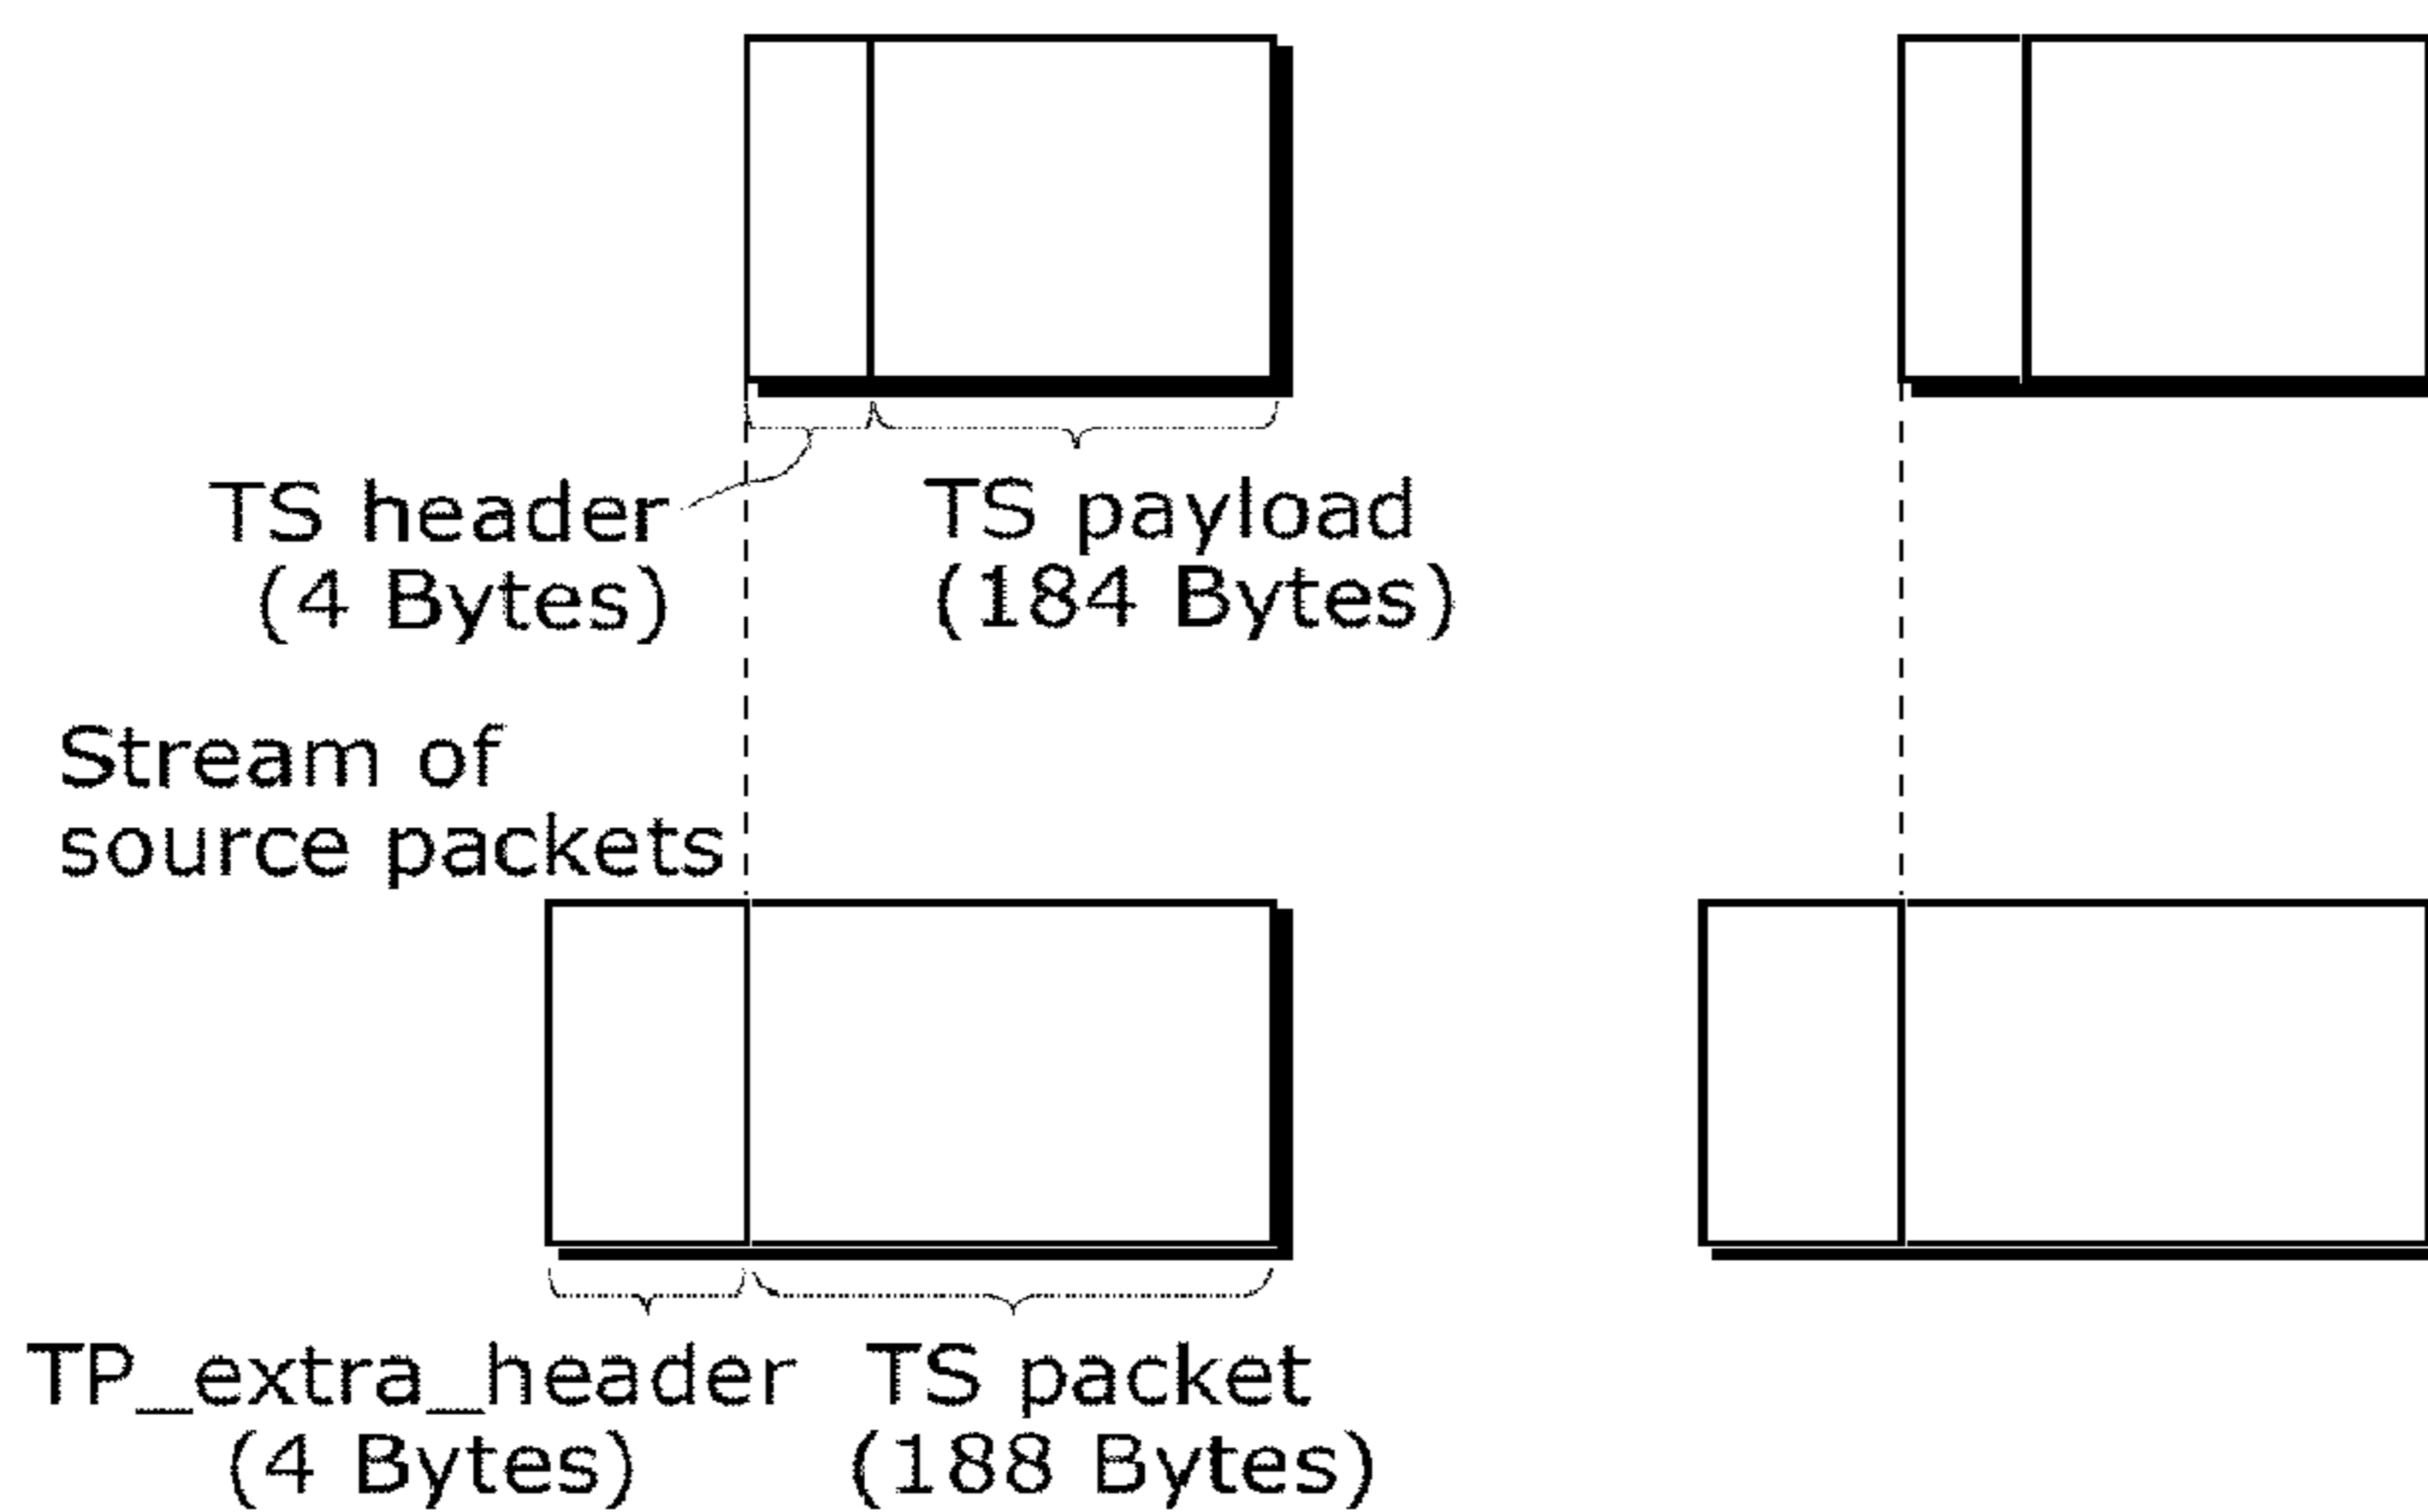 TS header
(4 Bytes)
TS payload
(184 Bytes)
Stream of
source packets
TP_extra_header
(4 Bytes)
TS packet
(188 Bytes)